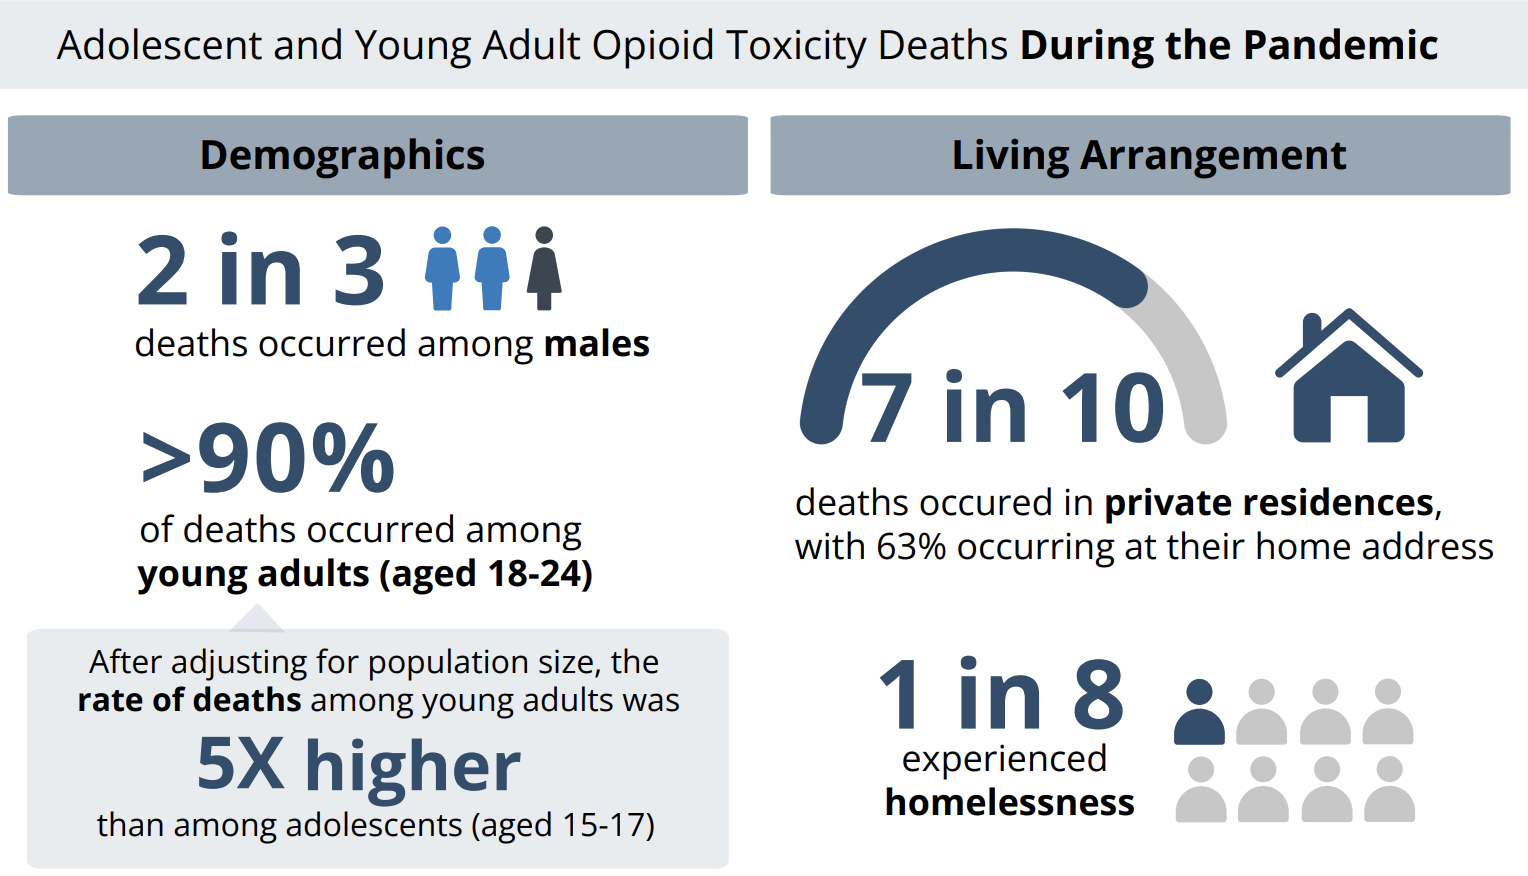 Adolescent and Young Adult Opioid Toxicity Deaths During the Pandemic
Demographics
2 in 3
deaths occurred among males
>90%
of deaths occurred among
young adults (aged 18-24)
After adjusting for population size, the
rate of deaths among young adults was
5X higher
than among adolescents (aged 15-17)
Living Arrangement
7 in 10
deaths occured in private residences,
with 63% occurring at their home address
1 in 8
experienced
homelessness